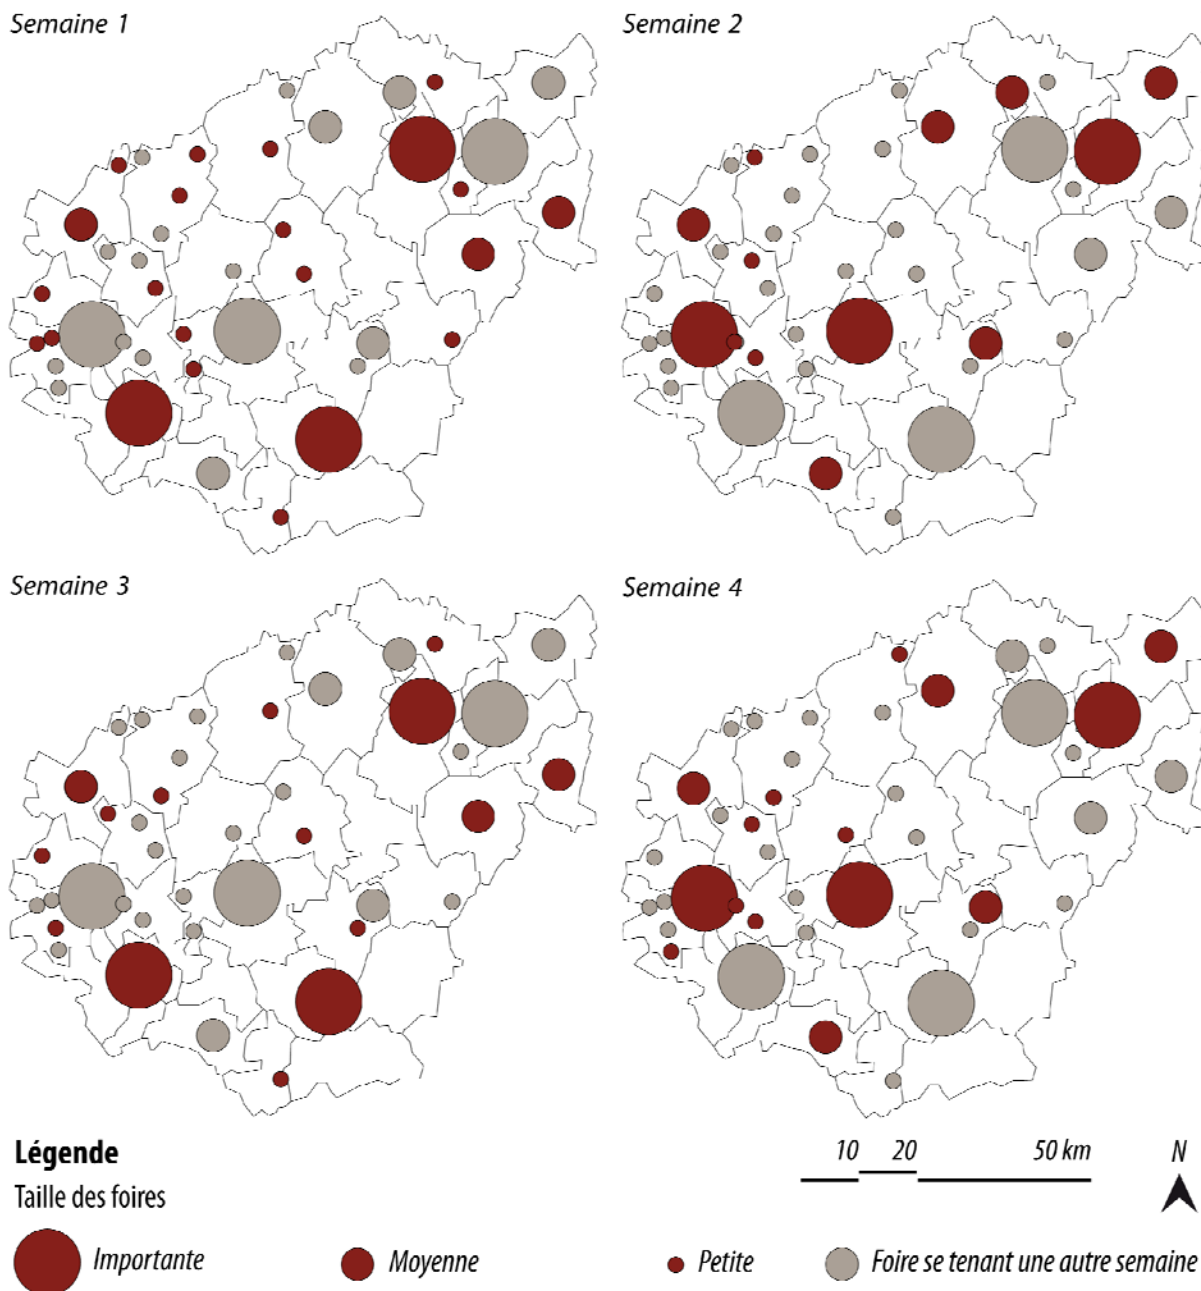 Semaine 1
Semaine 2
Semaine 3
Semaine 4
Légende
Taille des foires
10 20 50 km
N
Importante
Moyenne
Petite
Foire se tenant une autre semaine